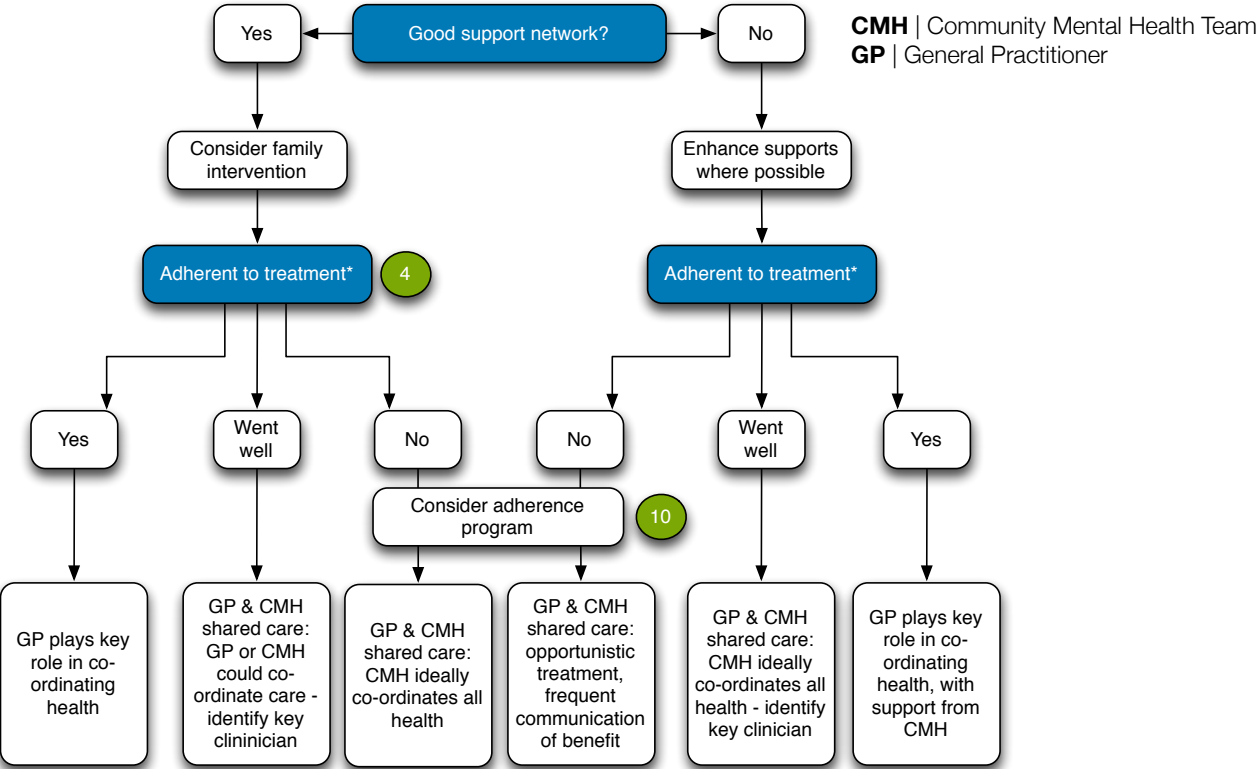 Yes
Good support network?
No
CMH | Community Mental Health Team
GP | General Practitioner
Consider family
intervention
Enhance supports
where possible
Adherent to treatment*
4
Adherent to treatment*
Yes
Went
well
No
No
Went
well
Yes
Consider adherence
program
10
GP plays key
role in co-
ordinating
health
GP & CMH
shared care:
GP or CMH
could co-
ordinate care -
identify key
clininician
GP & CMH
shared care:
CMH ideally
co-ordinates all
health
GP & CMH
shared care:
opportunistic
treatment,
frequent
communication
of benefit
GP & CMH
shared care:
CMH ideally
co-ordinates all
health - identify
key clinician
GP plays key
role in co-
ordinating
health, with
support from
CMH